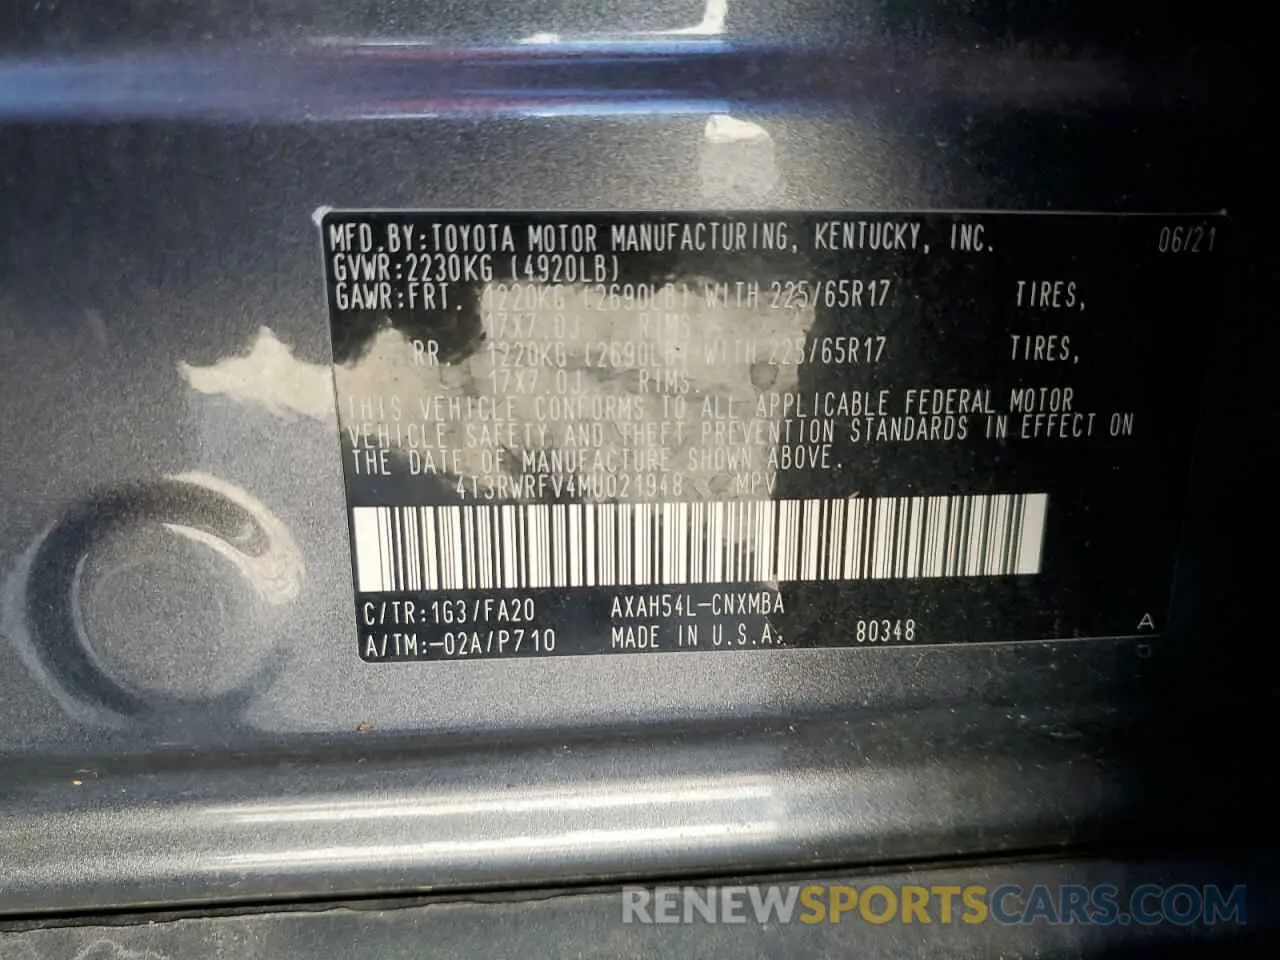 MFD.BY:TOYOTA MOTOR MANUFACTURING, KENTUCKY, INC. 06/21
GVWR:2230KG (4920LB)
GAWR:FRT. 1220KG (2690LB) WITH 225/65R17 TIRES,
17X7.0J RIMS
RR. 1220KG (2690LB) WITH 225/65R17 TIRES,
17X7.0J RIMS.
THIS VEHICLE CONFORMS TO ALL APPLICABLE FEDERAL MOTOR
VEHICLE SAFETY AND THEFT PREVENTION STANDARDS IN EFFECT ON
THE DATE OF MANUFACTURE SHOWN ABOVE.
4T3RWRFV4MU021948 MPV
C/TR:1G3/FA20 AXAH54L-CNXMBA A
A/TM:-02A/P710 MADE IN U.S.A. 80348
RENEWSPORTSCARS.COM